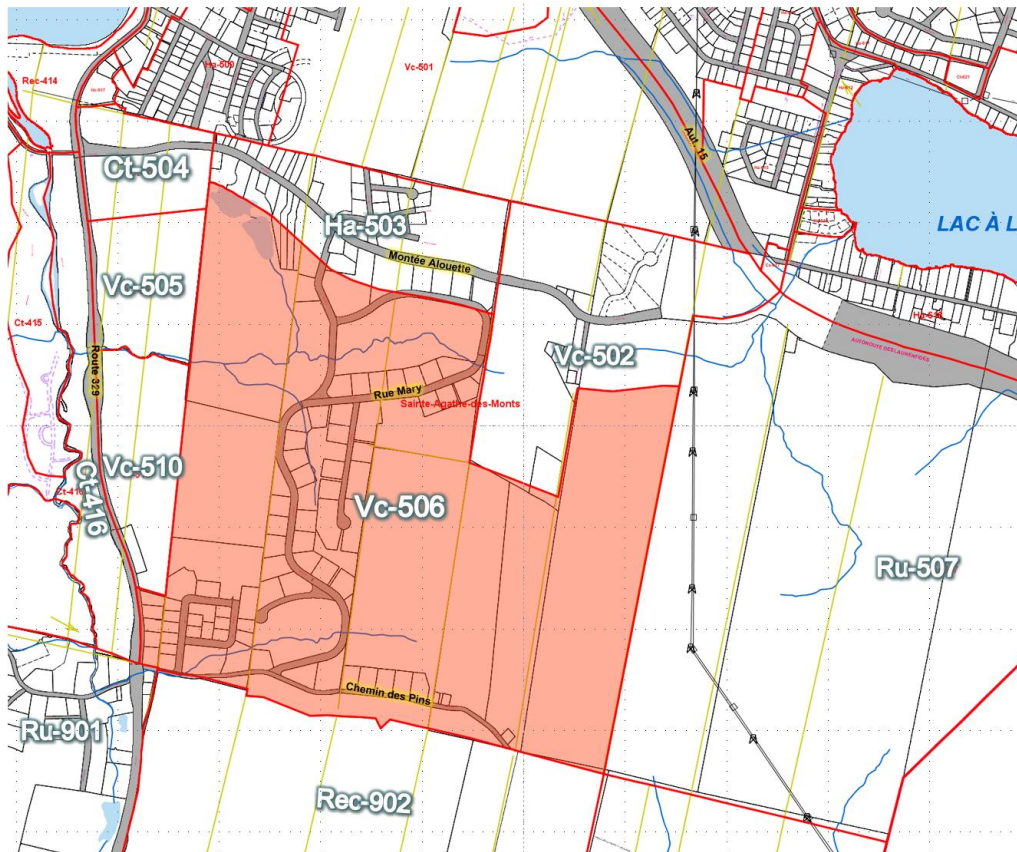 Rec-414
Ha-500
Vc-501
Ct-504
Aut. 15
LAC À L
Ha-503
Montée Alouette
Vc-505
Ct-415
Vc-502
AUTOROUTE DES LAURENTIDES
Route 329
Rue Mary
Sainte-Agathe-des-Monts
Vc-510
Ct-416
Vc-506
Ru-507
Chemin des Pins
Ru-901
Rec-902